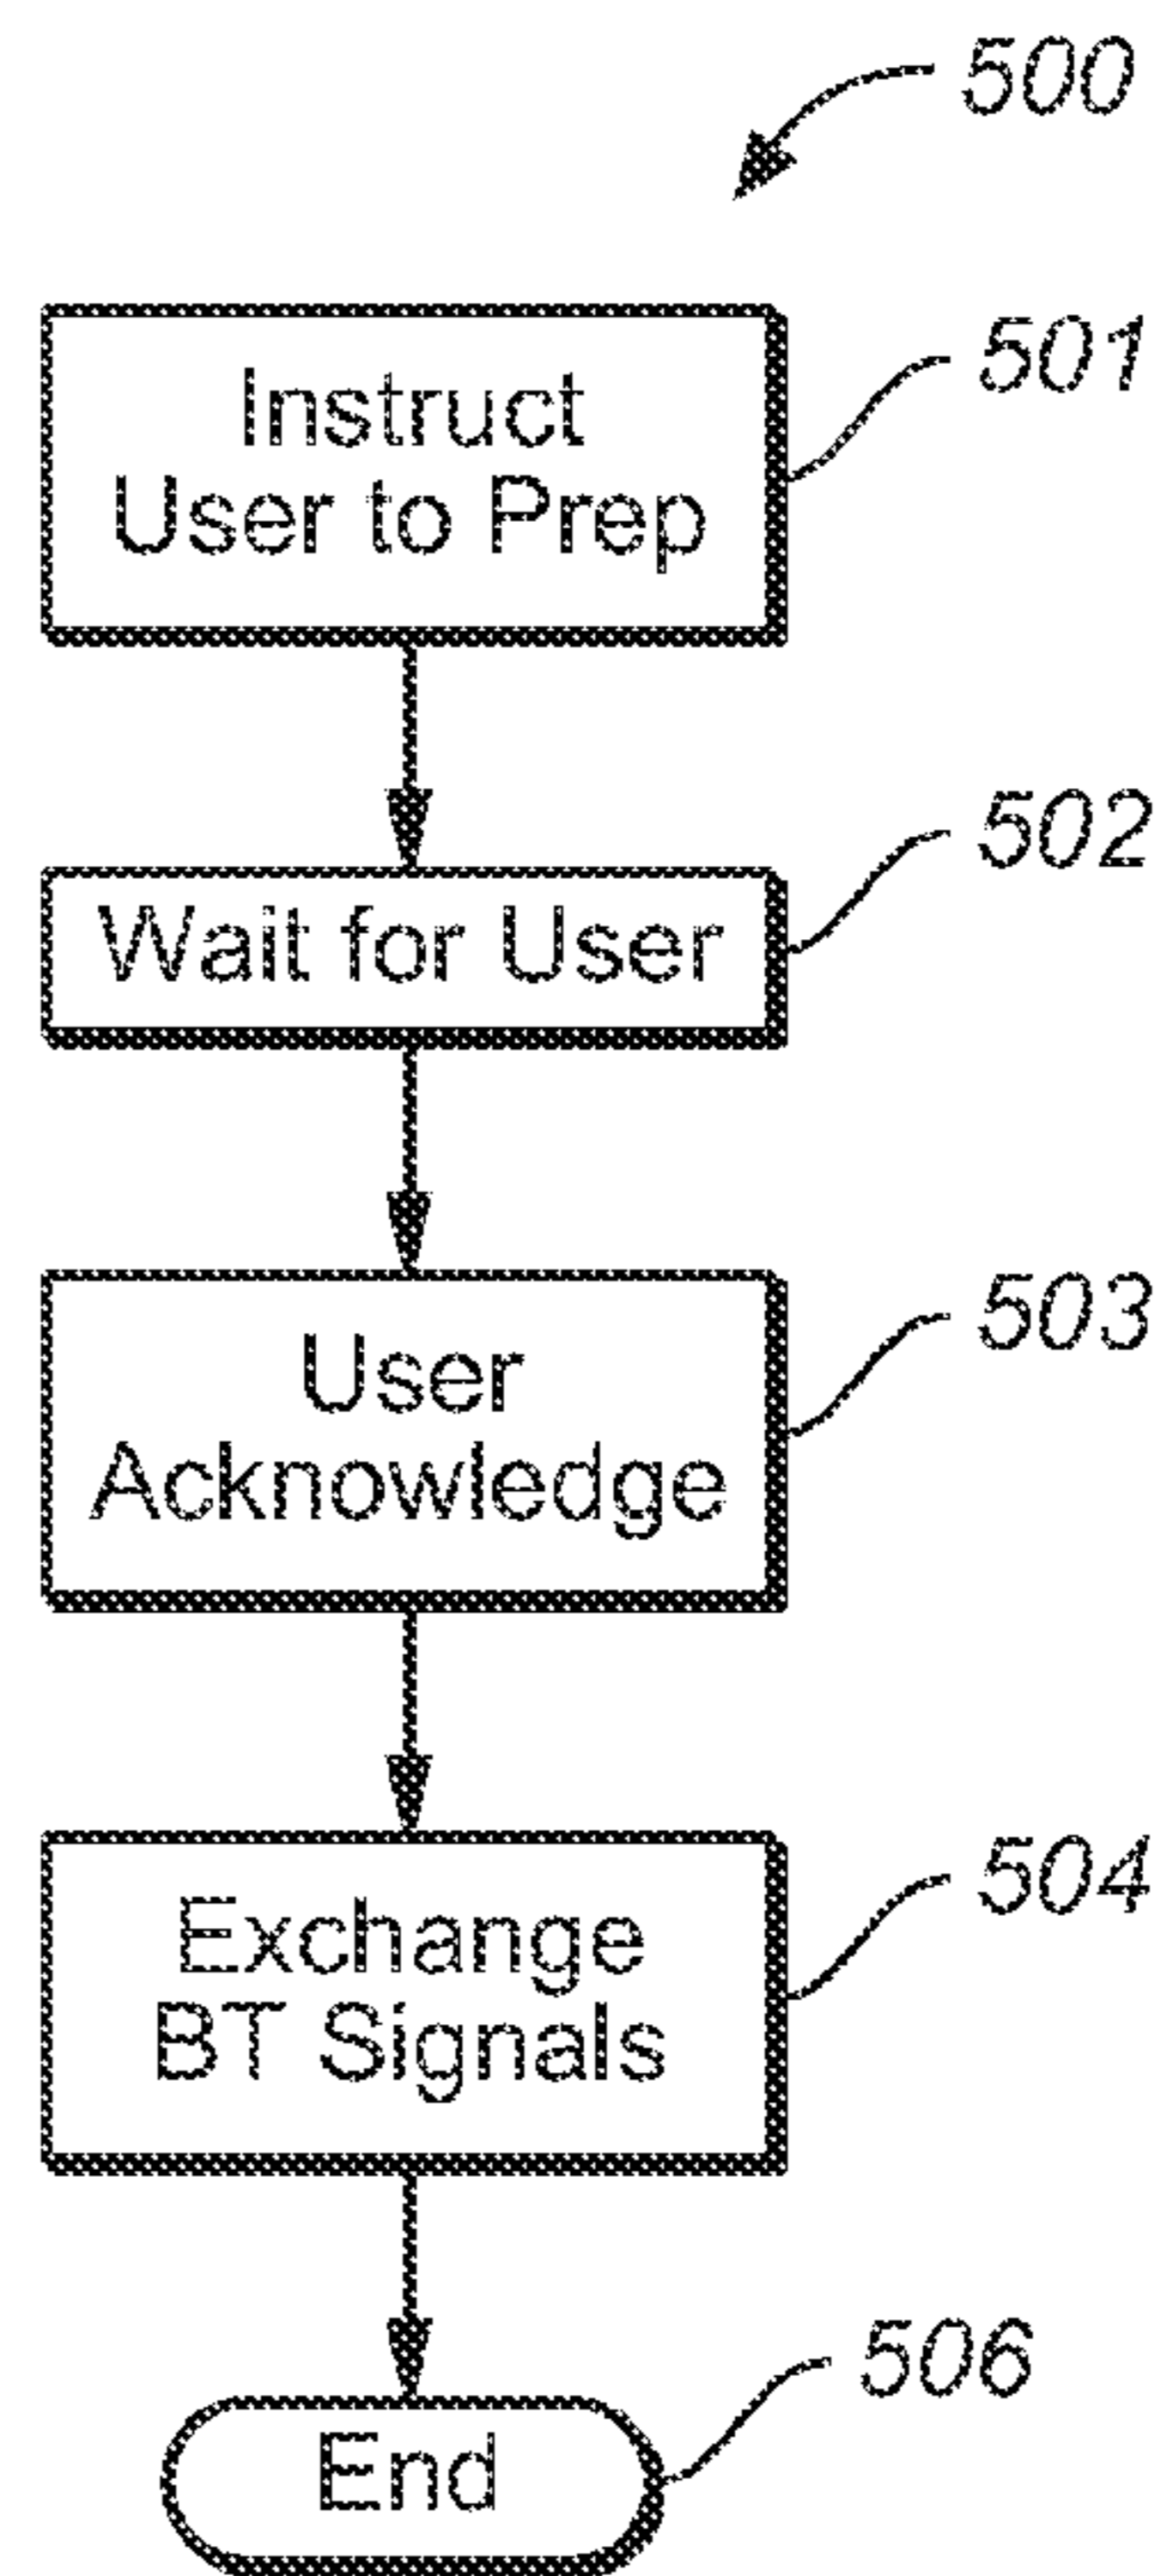 500
Instruct
User to Prep
501
Wait for User
502
User
Acknowledge
503
Exchange
BT Signals
504
End
506